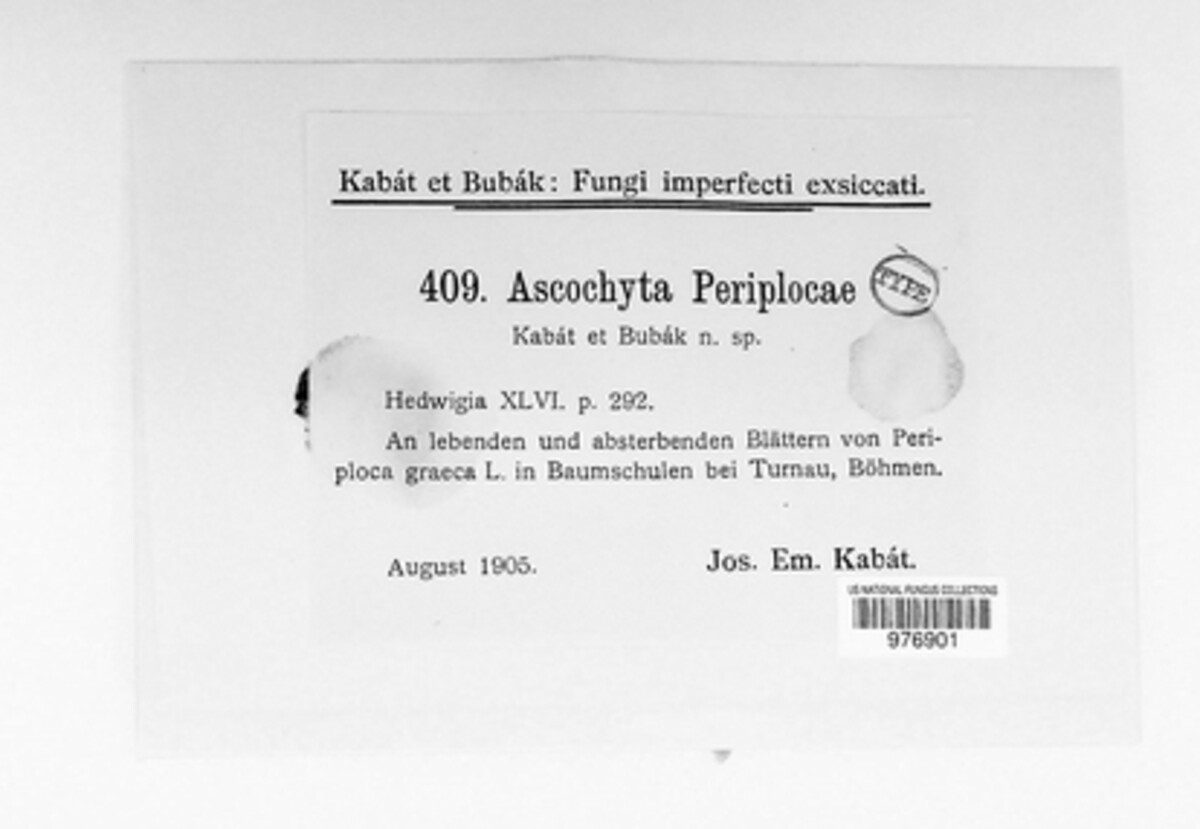 Kabát et Bubák: Fungi imperfecti exsiccati.
409. Ascochyta Periplocae
TYPE
Kabát et Bubák n. sp.
Hedwigia XLVI. p. 292.
An lebenden und absterbenden Blättern von Peri-
ploca graeca L. in Baumschulen bei Turnau, Böhmen.
August 1905.
Jos. Em. Kabát.
US NATIONAL FUNGUS COLLECTIONS
976901